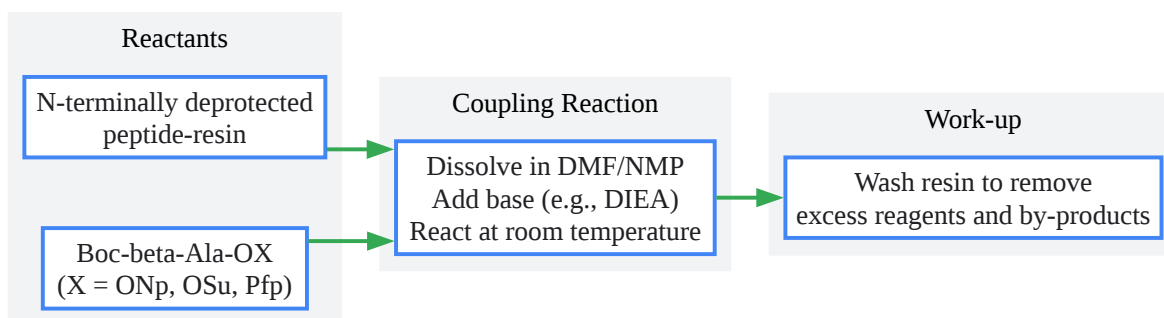 Reactants
N-terminally deprotected
peptide-resin
Boc-beta-Ala-OX
(X = ONp, OSu, Pfp)
Coupling Reaction
Dissolve in DMF/NMP
Add base (e.g., DIEA)
React at room temperature
Work-up
Wash resin to remove
excess reagents and by-products